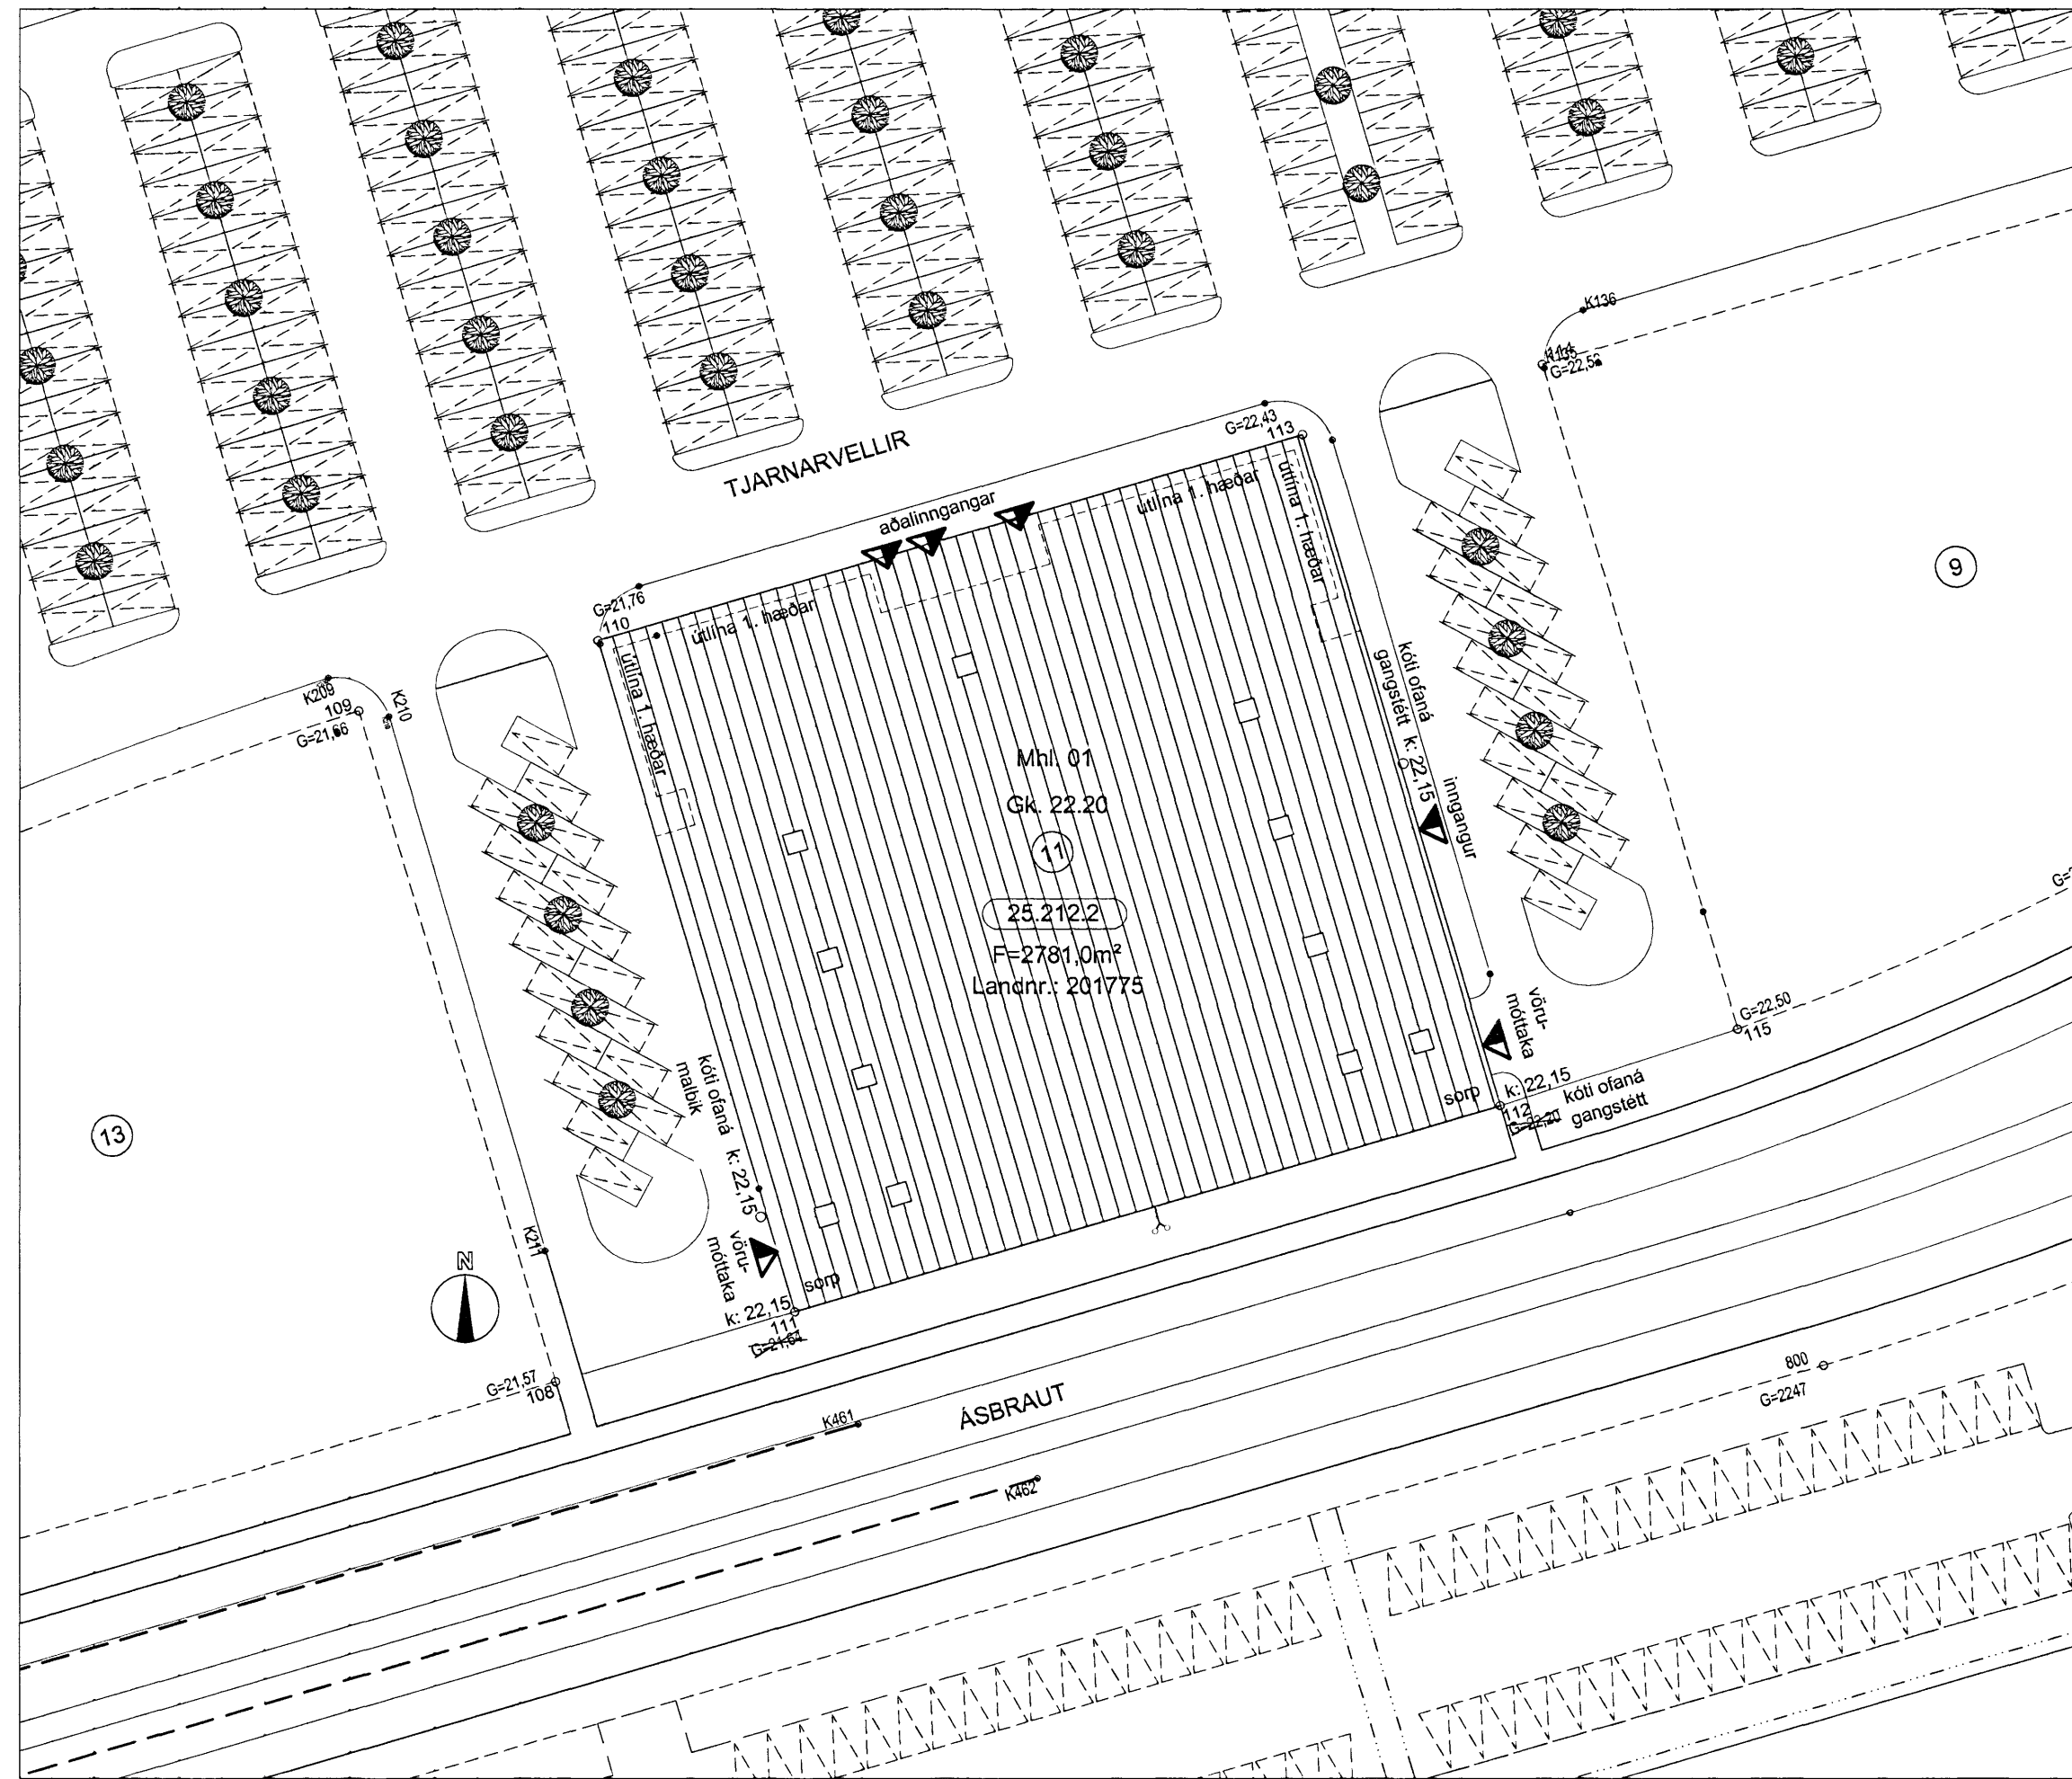 K136
G=22,43
113
TJARNARVELLIR
aðalinngangar
útlína 1. hæðar
útlína 1. hæðar
9
G=21,76
110
útlína 1. hæðar
útlína 1. hæðar
K209
K210
109
G=21,66
kóti ofaná
gangstétt k: 22,15
Mhl. 01
Gk. 22.20
11
inngangur
25.212.2
F=2781,0m²
Landnr.: 201775
vöru-
móttaka
G=22,50
115
13
kóti ofaná
malbik
k: 22,15
sorp
k: 22,15
112
G=22,20
kóti ofaná
gangstétt
K211
N
vöru-
móttaka
sorp
k: 22,15
111
G=21,64
G=21,57
108
800
G=2247
K461
ÁSBRAUT
K462